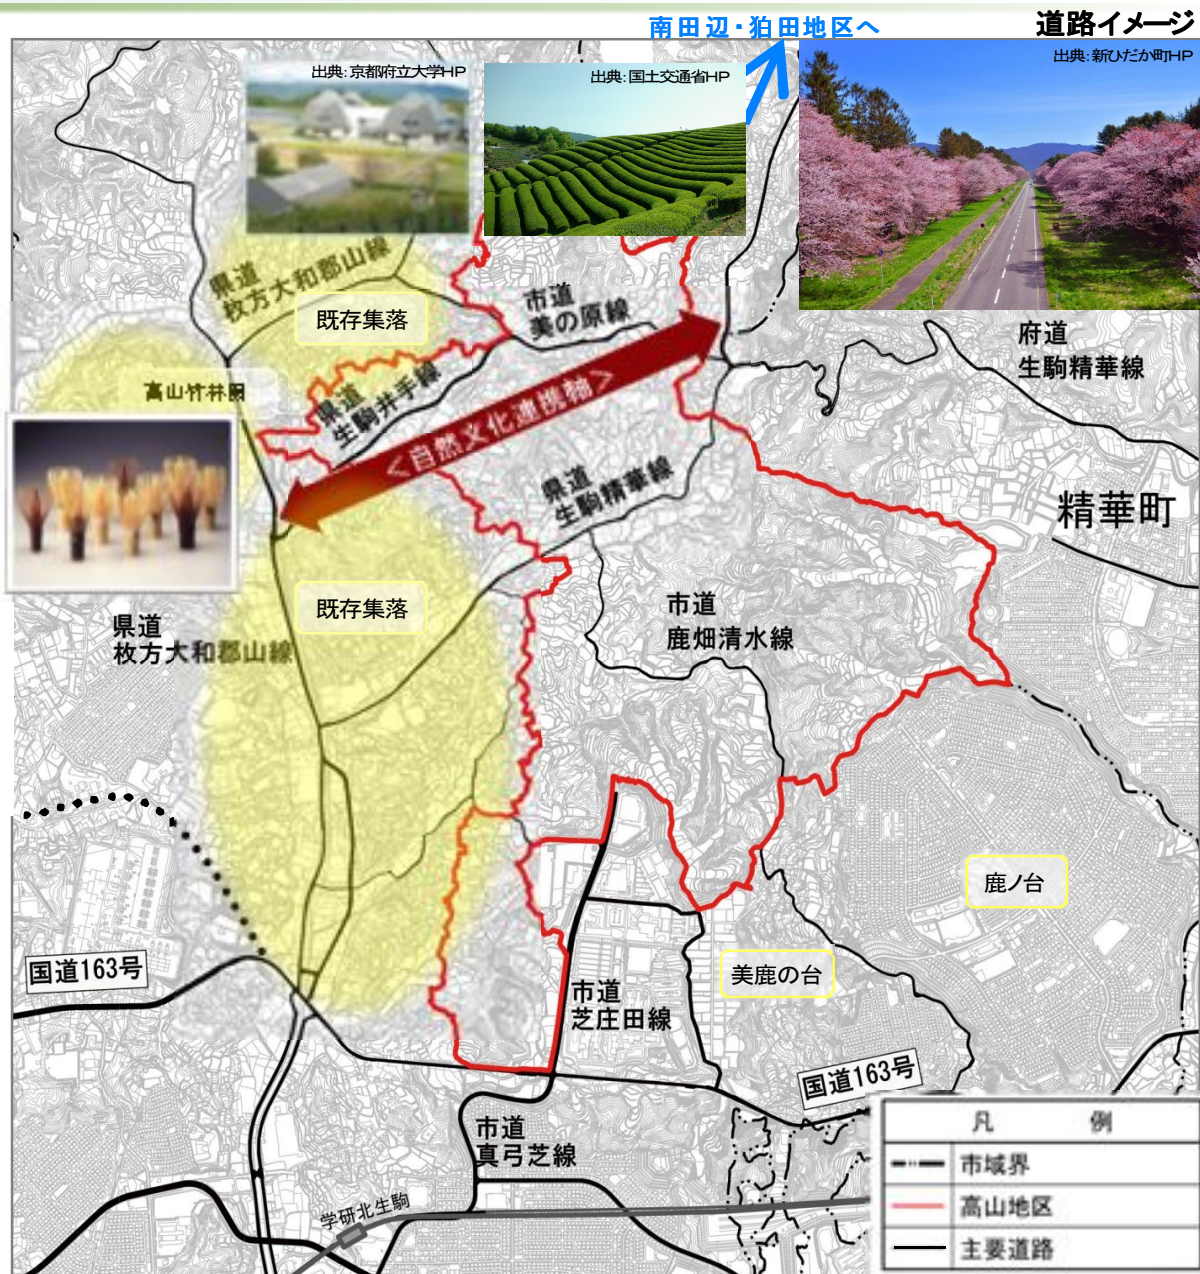 南田辺・狛田地区へ
道路イメージ
出典：京都府立大学HP
出典：国土交通省HP
出典：新ひだか町HP
県道
枚方大和郡山線
既存集落
市道
美の原線
府道
生駒精華線
高山竹林園
県道
生駒井手線
＜自然文化連携軸＞
県道
生駒精華線
精華町
既存集落
県道
枚方大和郡山線
市道
鹿畑清水線
鹿ノ台
国道163号
美鹿の台
市道
芝庄田線
国道163号
市道
真弓芝線
学研北生駒
凡　例
市域界
高山地区
主要道路